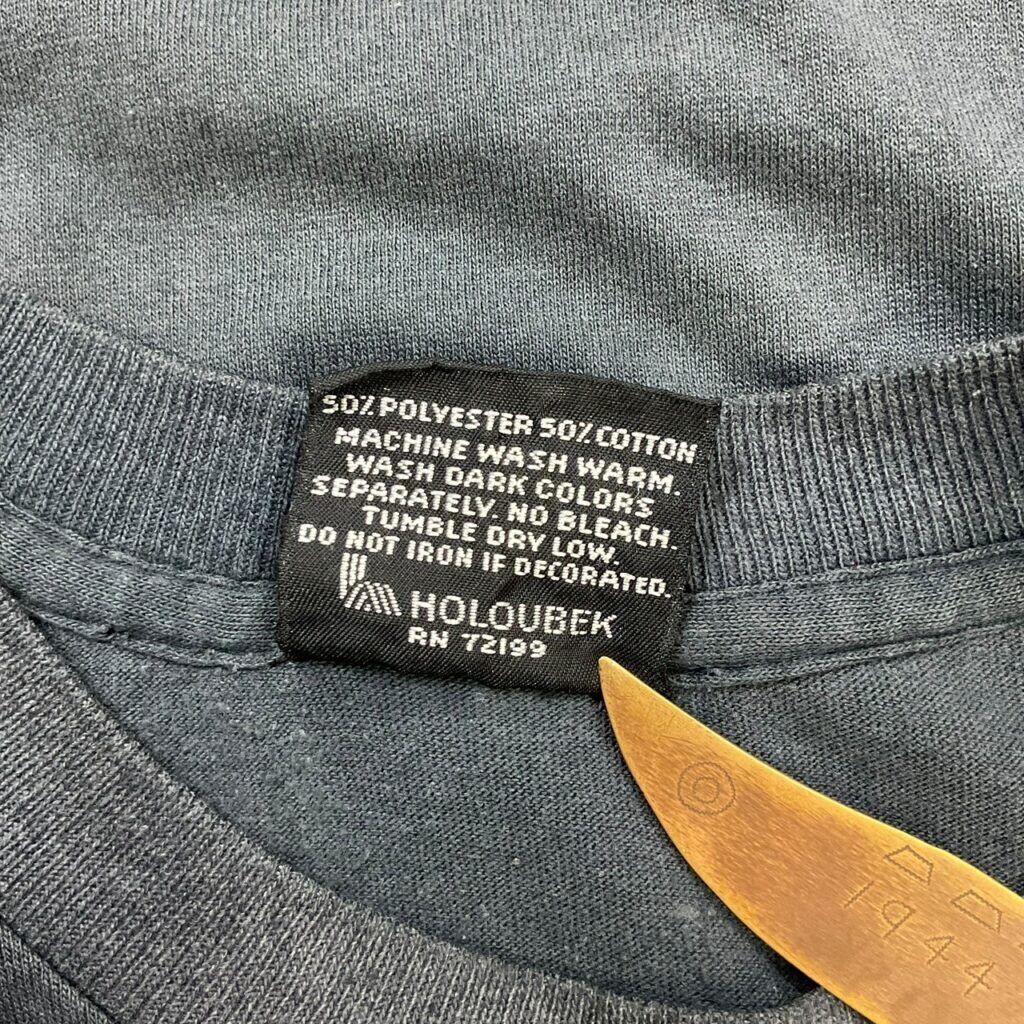 50% POLYESTER 50% COTTON
MACHINE WASH WARM.
WASH DARK COLORS
SEPARATELY. NO BLEACH.
TUMBLE DRY LOW.
DO NOT IRON IF DECORATED.
HOLOUBEK
RN 72199
1944